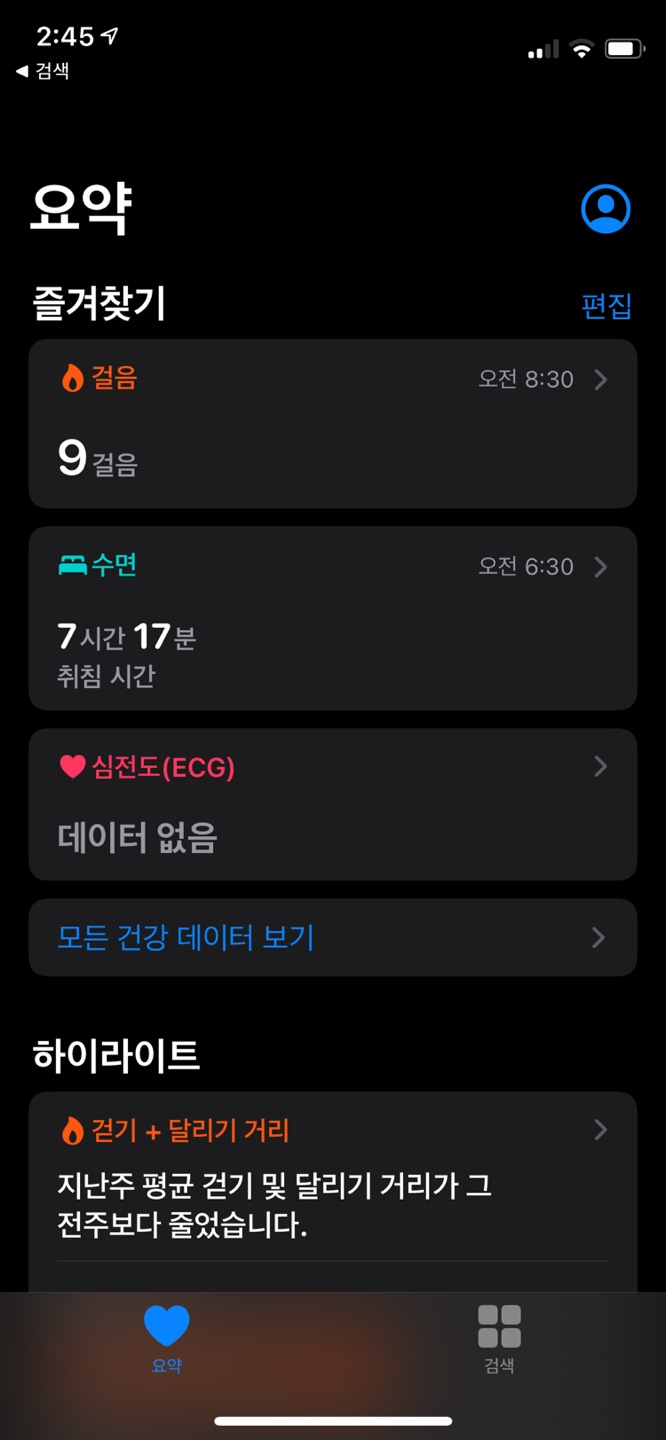 2:45
◀ 검색
요약
즐겨찾기 편집
걸음 오전 8:30
9 걸음
수면 오전 6:30
7시간 17분
취침 시간
심전도(ECG)
데이터 없음
모든 건강 데이터 보기
하이라이트
걷기 + 달리기 거리
지난주 평균 걷기 및 달리기 거리가 그
전주보다 줄었습니다.
요약 검색